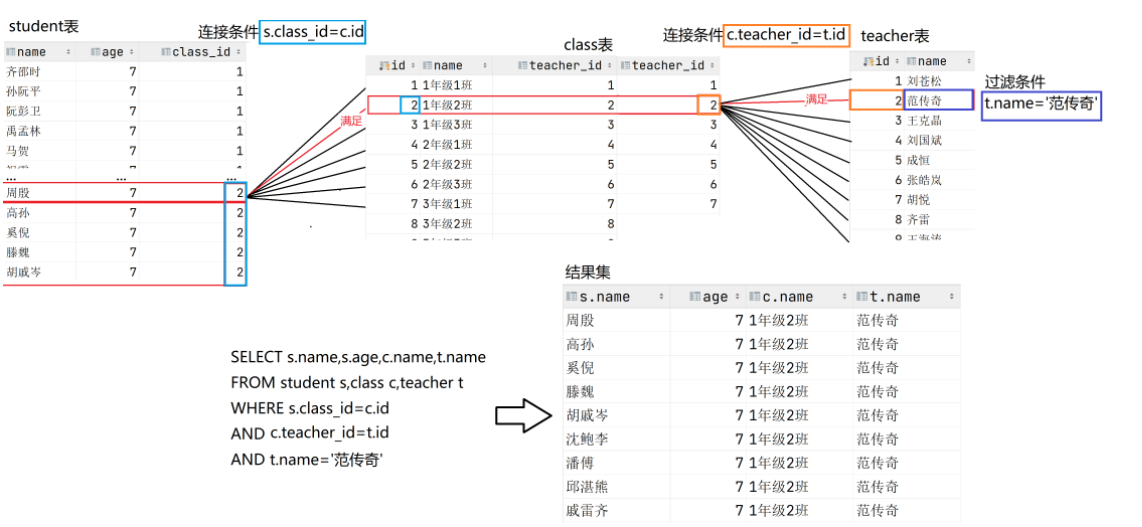 student表
连接条件 s.class_id=c.id
name age class_id
齐邵时 7 1
孙阮平 7 1
阮彭卫 7 1
禹孟林 7 1
马贺 7 1
... ... ...
周殷 7 2
高孙 7 2
奚倪 7 2
滕魏 7 2
胡戚岑 7 2
满足
class表
id name teacher_id teacher_id
1 1年级1班 1 1
2 1年级2班 2 2
3 1年级3班 3 3
4 2年级1班 4 4
5 2年级2班 5 5
6 2年级3班 6 6
7 3年级1班 7 7
8 3年级2班 8
连接条件 c.teacher_id=t.id
满足
teacher表
id name
1 刘苍松
2 范传奇
3 王克晶
4 刘国斌
5 成恒
6 张皓岚
7 胡悦
8 齐雷
过滤条件
t.name='范传奇'
SELECT s.name,s.age,c.name,t.name
FROM student s,class c,teacher t
WHERE s.class_id=c.id
AND c.teacher_id=t.id
AND t.name='范传奇'
结果集
s.name age c.name t.name
周殷 7 1年级2班 范传奇
高孙 7 1年级2班 范传奇
奚倪 7 1年级2班 范传奇
滕魏 7 1年级2班 范传奇
胡戚岑 7 1年级2班 范传奇
沈鲍李 7 1年级2班 范传奇
潘傅 7 1年级2班 范传奇
邱湛熊 7 1年级2班 范传奇
戚雷齐 7 1年级2班 范传奇